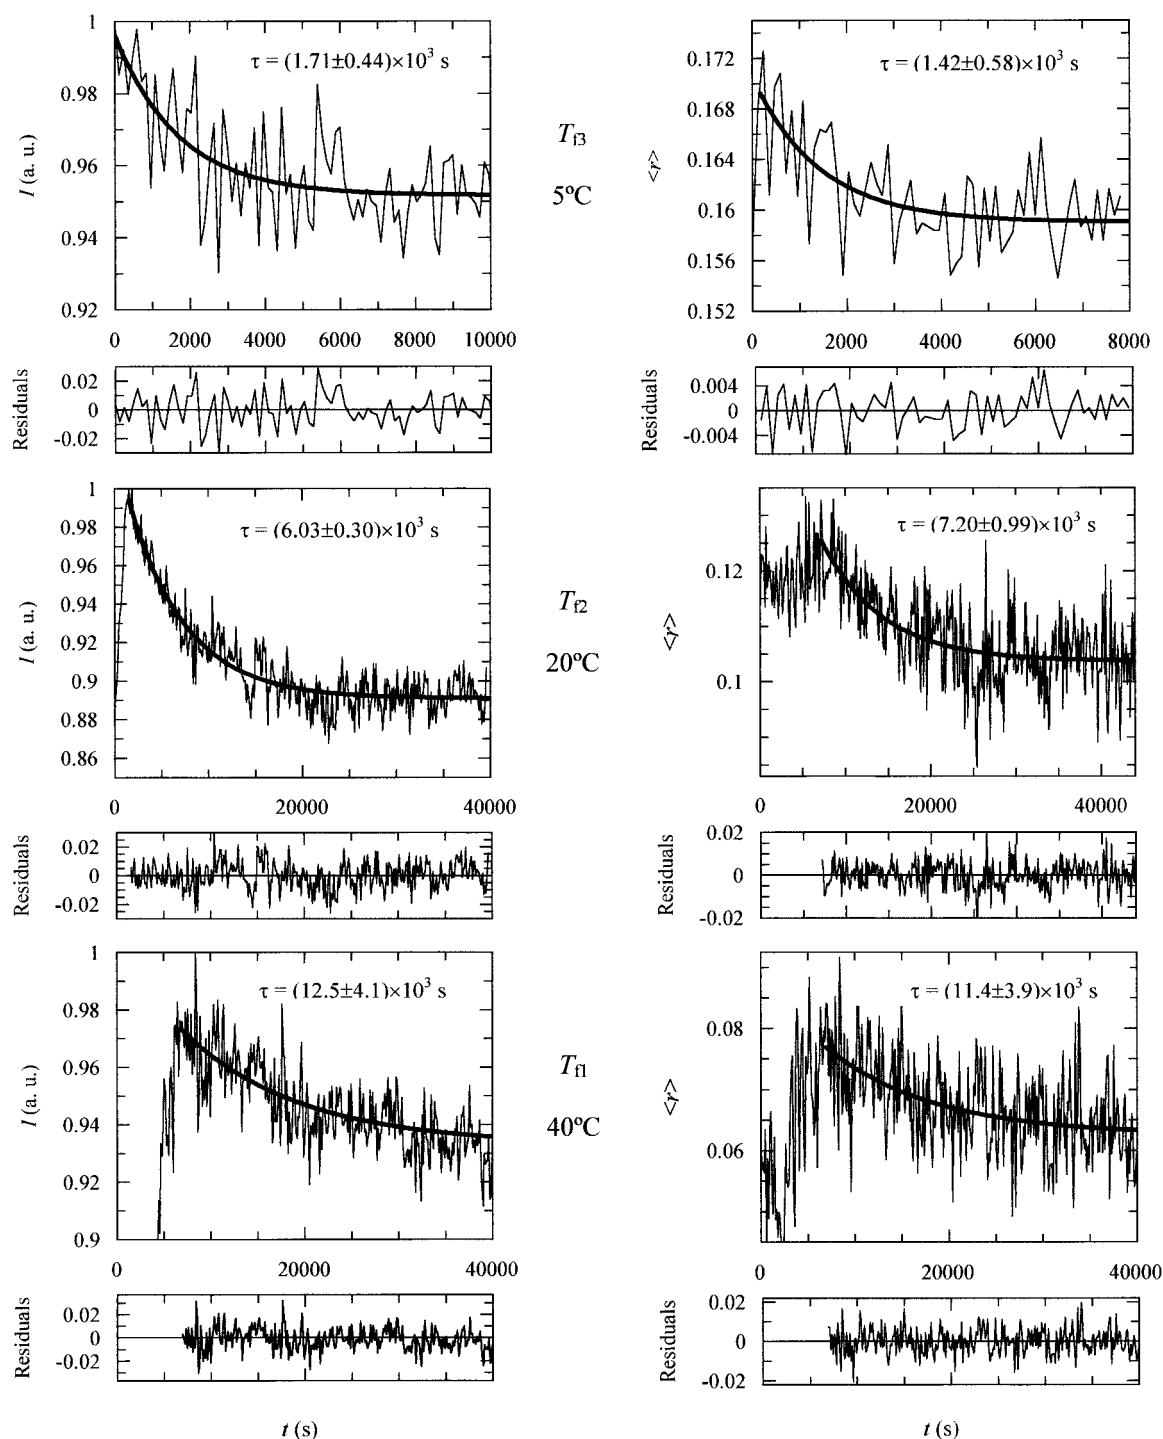 1
0.98
0.96
0.94
0.92
I (a. u.)
τ = (1.71±0.44)×10³ s
0 2000 4000 6000 8000 10000
0.02
0
-0.02
Residuals
T_f3
5ºC
0.172
0.168
0.164
0.16
0.156
0.152
<r>
τ = (1.42±0.58)×10³ s
0 2000 4000 6000 8000
0.004
0
-0.004
Residuals
1
0.98
0.96
0.94
0.92
0.9
0.88
0.86
I (a. u.)
τ = (6.03±0.30)×10³ s
0 20000 40000
0.02
0
-0.02
Residuals
T_f2
20ºC
0.12
0.1
<r>
τ = (7.20±0.99)×10³ s
0 20000 40000
0.02
0
-0.02
Residuals
1
0.98
0.96
0.94
0.92
0.9
I (a. u.)
τ = (12.5±4.1)×10³ s
0 20000 40000
0.02
0
-0.02
Residuals
t (s)
T_f1
40ºC
0.08
0.06
<r>
τ = (11.4±3.9)×10³ s
0 20000 40000
0.02
0
-0.02
Residuals
t (s)